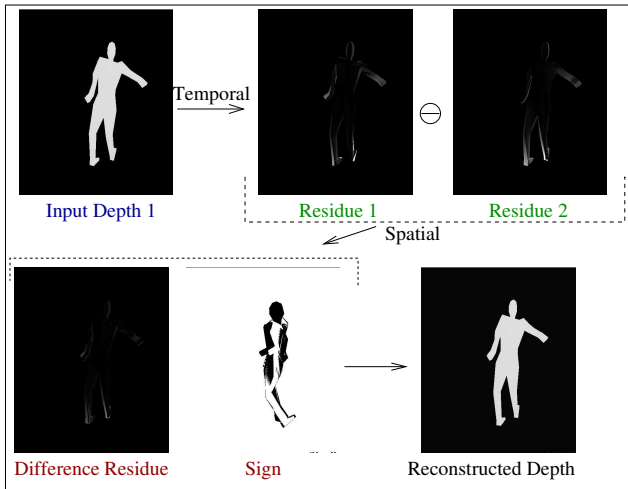 Temporal
Input Depth 1
Residue 1
Residue 2
Spatial
Difference Residue
Sign
Reconstructed Depth